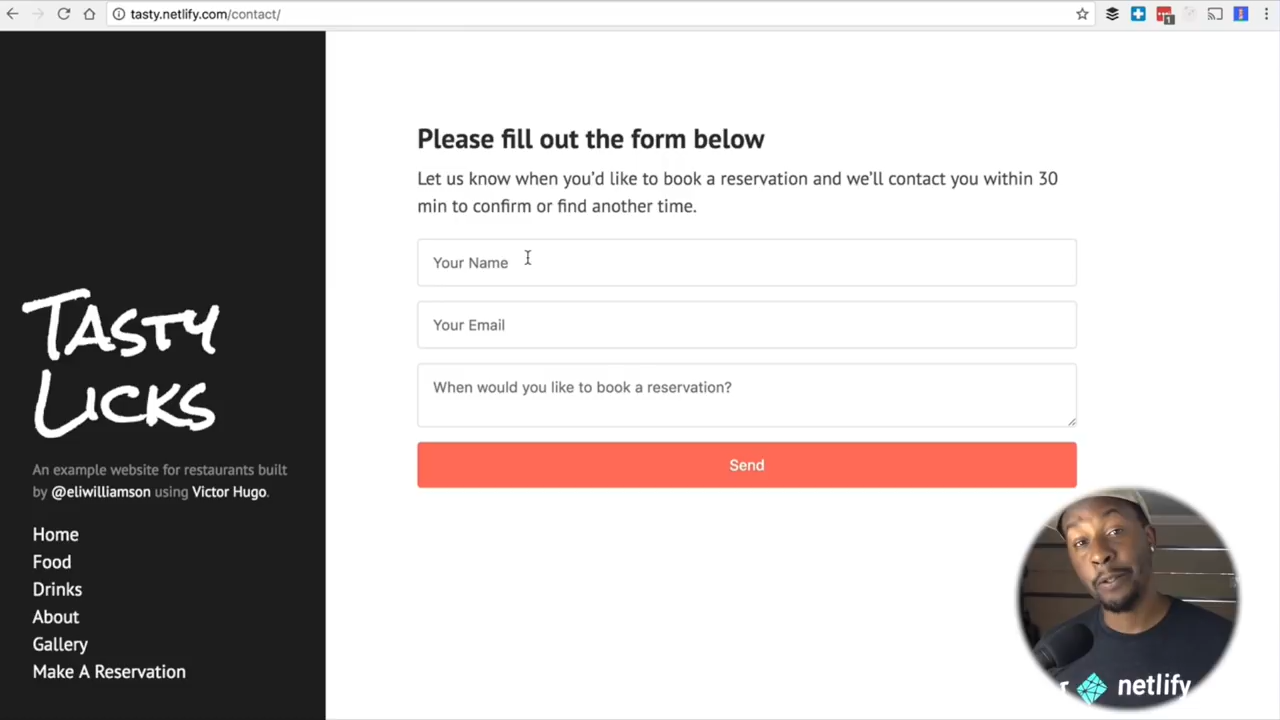 tasty.netlify.com/contact/
1
Please fill out the form below
Let us know when you'd like to book a reservation and we'll contact you within 30
min to confirm or find another time.
Your Name
Your Email
When would you like to book a reservation?
Send
Tasty
Licks
An example website for restaurants built
by @eliwilliamson using Victor Hugo.
Home
Food
Drinks
About
Gallery
Make A Reservation
netlify